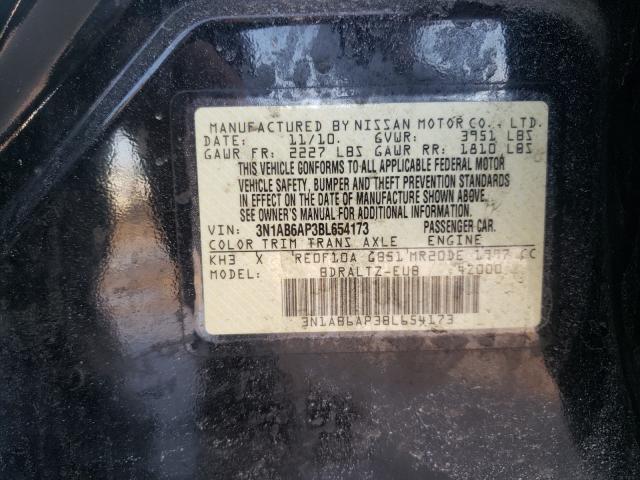 MANUFACTURED BY NISSAN MOTOR CO., LTD.
DATE: 11/10. GVWR: 3951 LBS
GAWR FR: 2227 LBS GAWR RR: 1810 LBS
THIS VEHICLE CONFORMS TO ALL APPLICABLE FEDERAL MOTOR
VEHICLE SAFETY, BUMPER AND THEFT PREVENTION STANDARDS
IN EFFECT ON THE DATE OF MANUFACTURE SHOWN ABOVE.
SEE OWNER'S MANUAL FOR ADDITIONAL INFORMATION.
VIN: 3N1AB6AP3BL654173 PASSENGER CAR.
COLOR TRIM TRANS AXLE ENGINE
KH3 X RE0F10A GB51 MR20DE 1997 CC
MODEL: BDRALTZ-EUB 42000
3N1AB6AP3BL654173